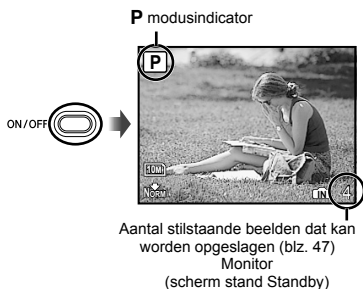 P modusindicator
P
ON/OFF
10M
NORM
IN 4
Aantal stilstaande beelden dat kan
worden opgeslagen (blz. 47)
Monitor
(scherm stand Standby)